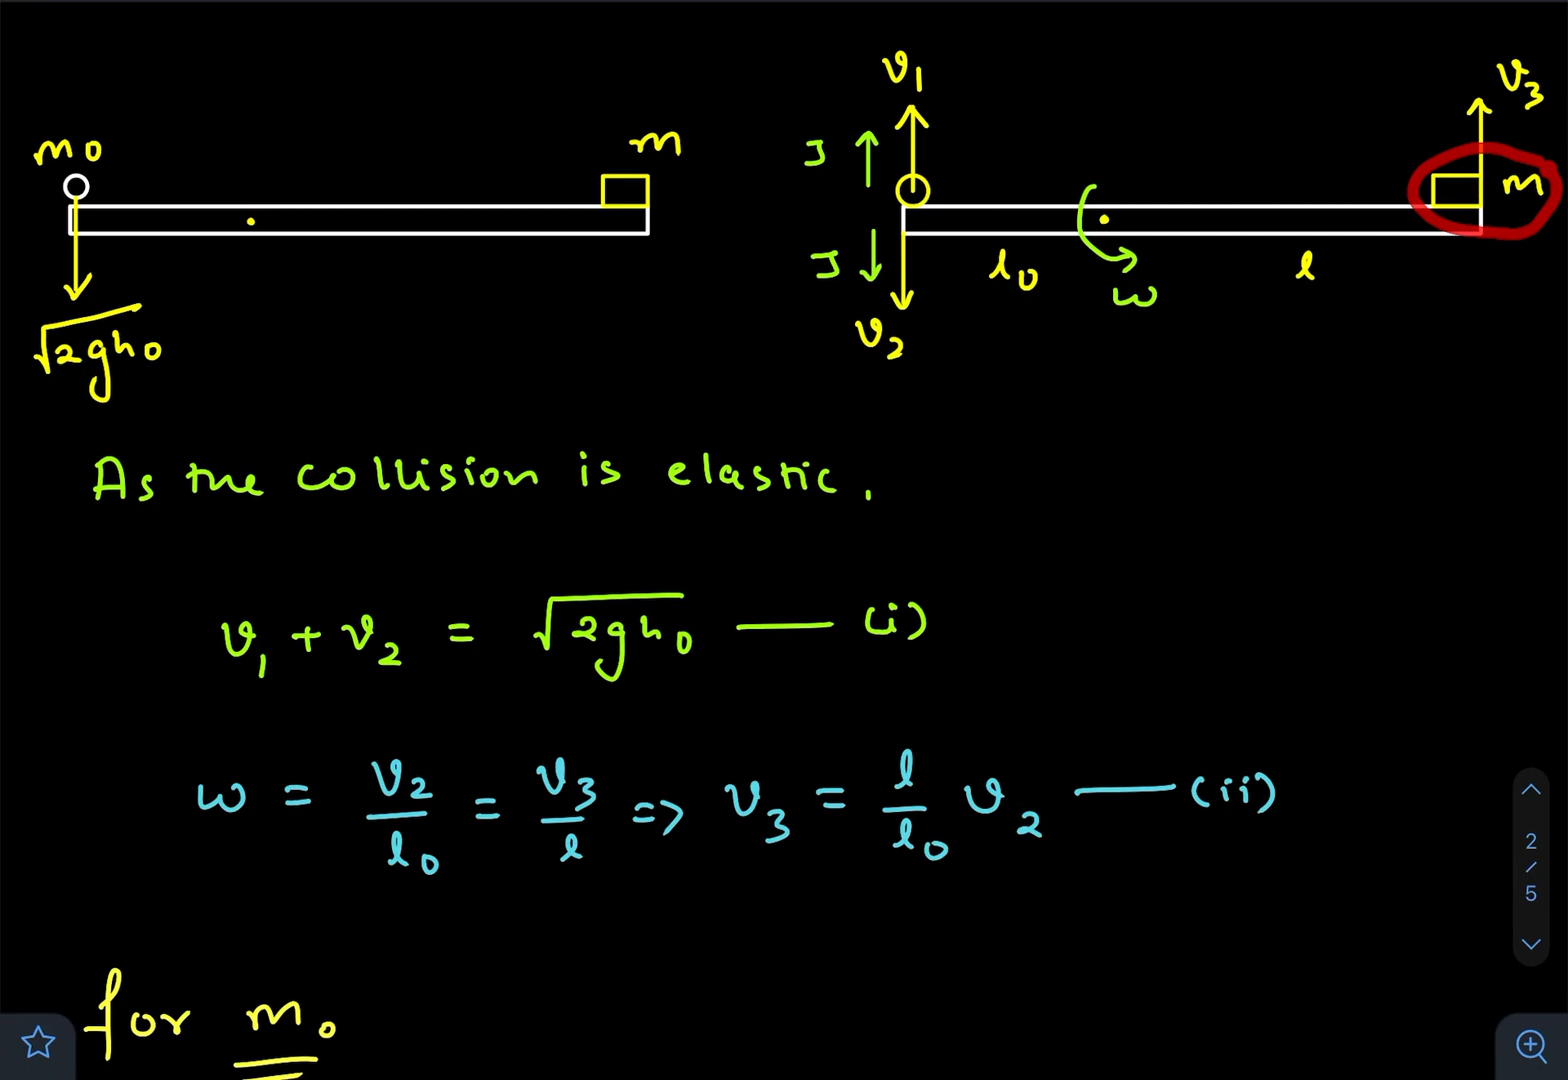 m0
m
√2gh0
v1
J
J
v2
l0
ω
l
v3
m
As the collision is elastic.
v1 + v2 = √2gh0 — (i)
ω = v2/l0 = v3/l => v3 = l/l0 v2 — (ii)
for m0
2
/
5